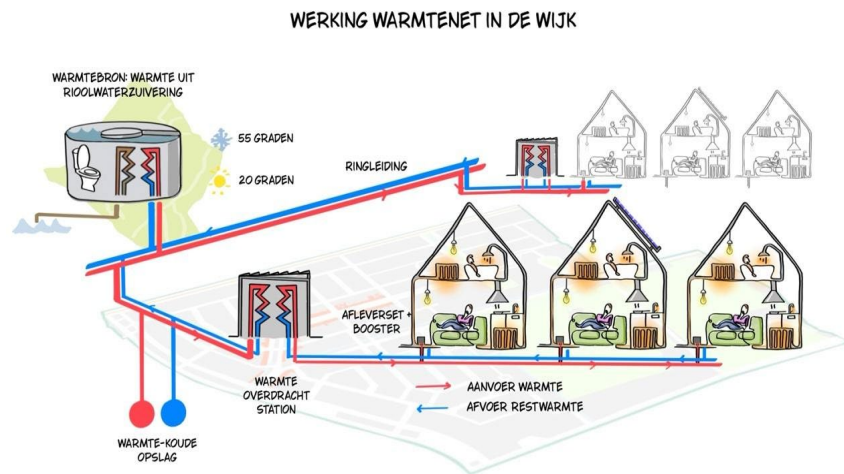 WERKING WARMTENET IN DE WIJK
WARMTEBRON: WARMTE UIT
RIOOLWATERZUIVERING
55 GRADEN
20 GRADEN
RINGLEIDING
AFLEVERSET +
BOOSTER
WARMTE
OVERDRACHT
STATION
AANVOER WARMTE
AFVOER RESTWARMTE
WARMTE-KOUDE
OPSLAG